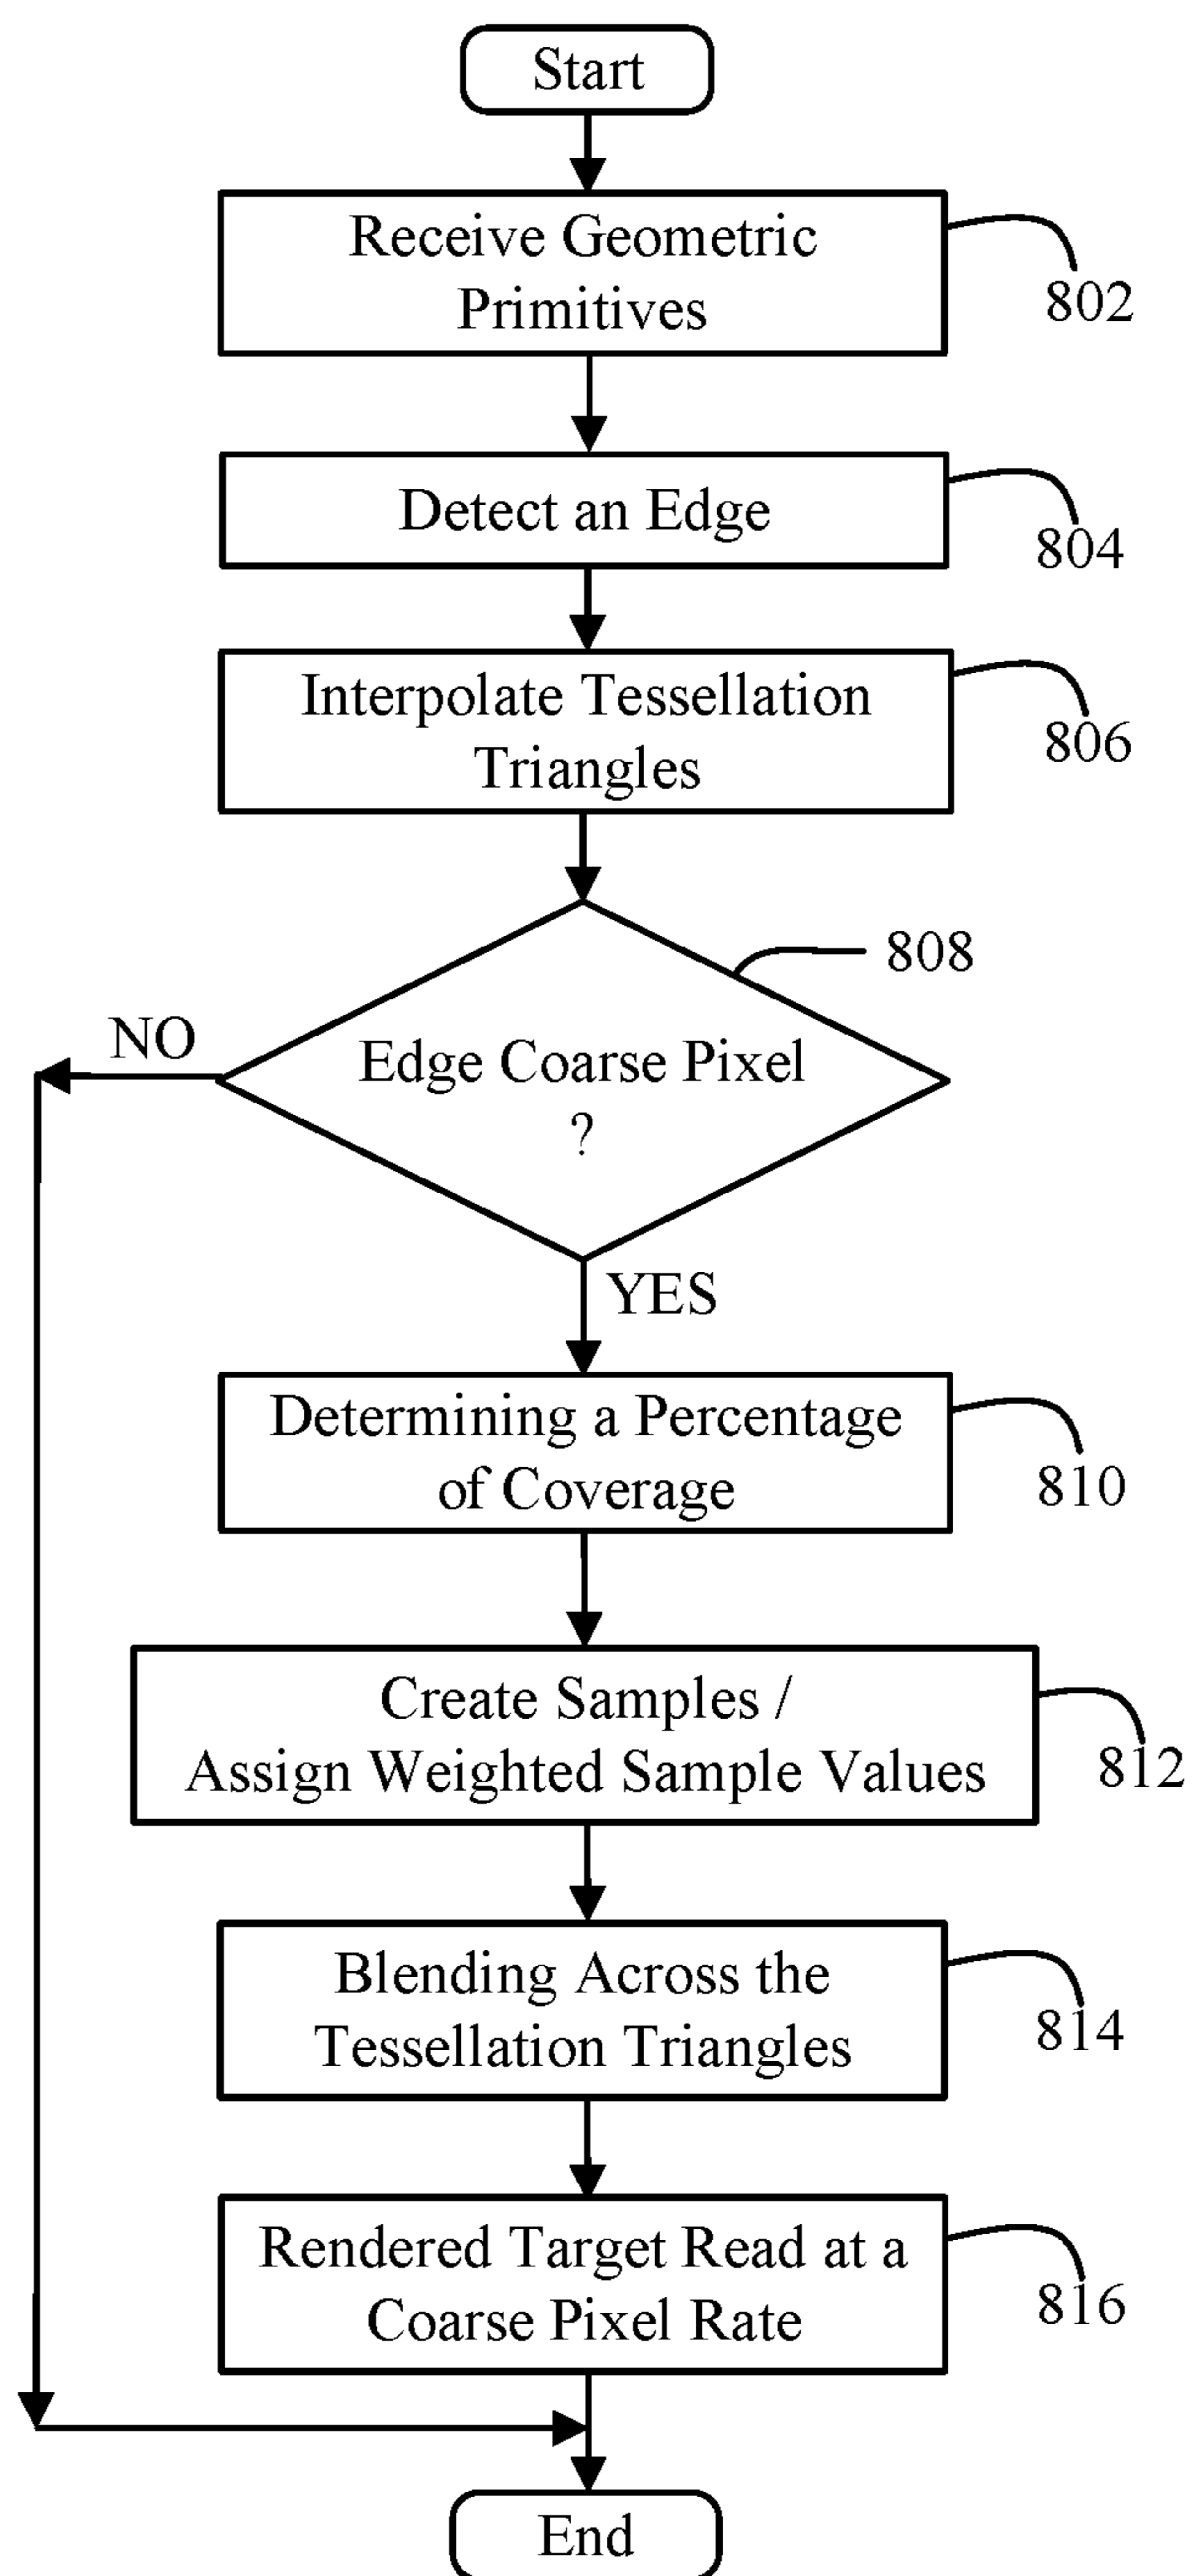 Start
Receive Geometric
Primitives
802
Detect an Edge
804
Interpolate Tessellation
Triangles
806
808
NO
Edge Coarse Pixel
?
YES
Determining a Percentage
of Coverage
810
Create Samples /
Assign Weighted Sample Values
812
Blending Across the
Tessellation Triangles
814
Rendered Target Read at a
Coarse Pixel Rate
816
End